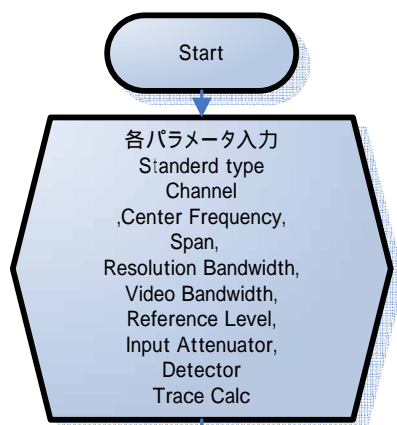 Start
各パラメータ入力
Standerd type
Channel
,Center Frequency,
Span,
Resolution Bandwidth,
Video Bandwidth,
Reference Level,
Input Attenuator,
Detector
Trace Calc